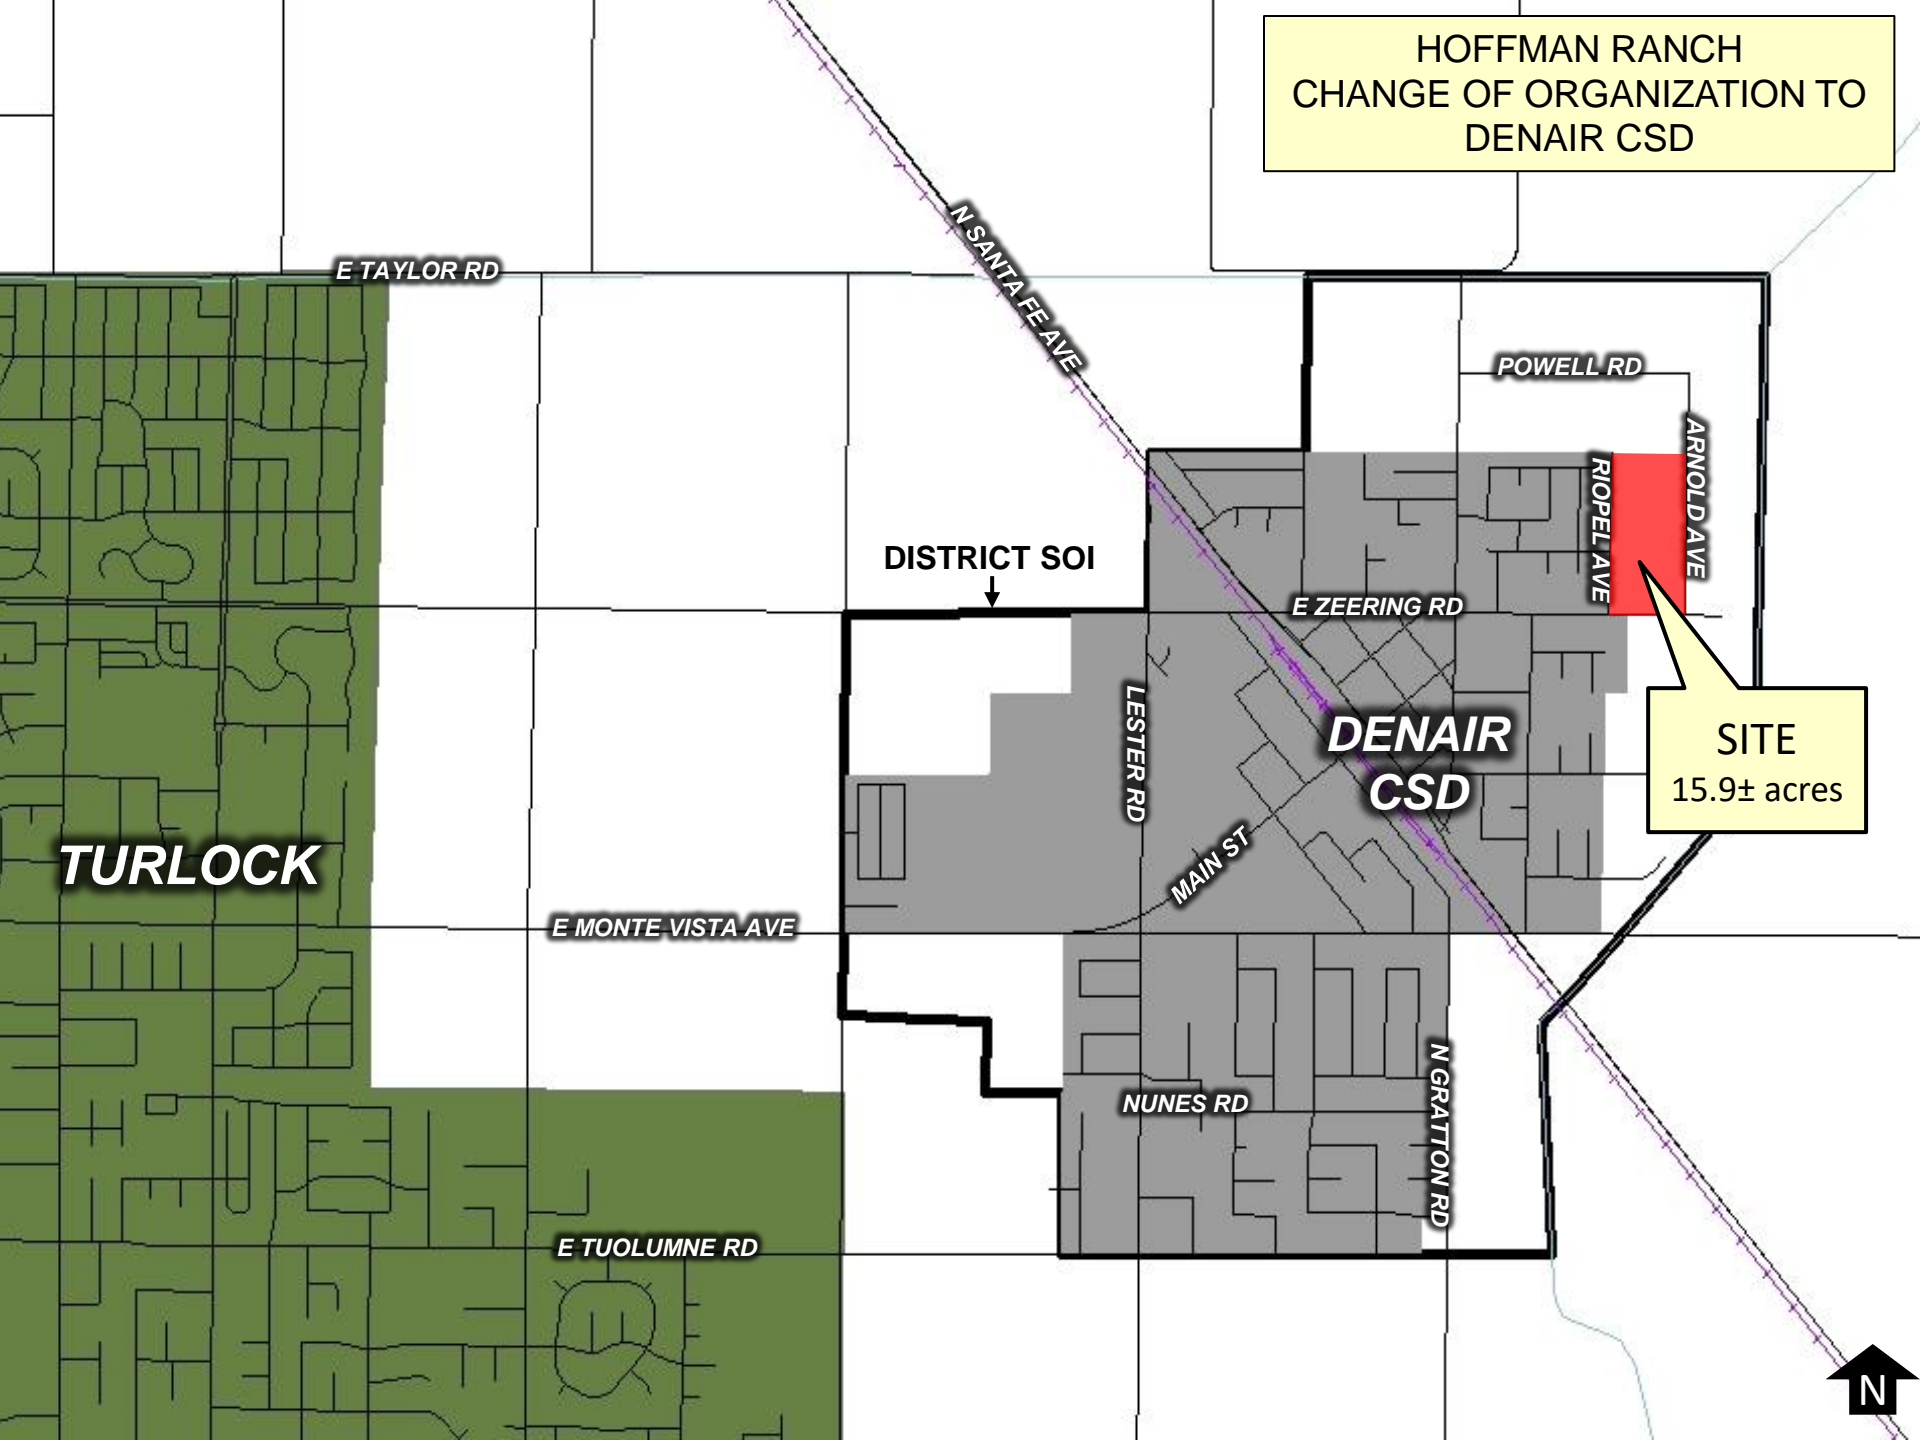 HOFFMAN RANCH
CHANGE OF ORGANIZATION TO
DENAIR CSD
N SANTA FE AVE
E TAYLOR RD
POWELL RD
ARNOLD AVE
RIOPEL AVE
DISTRICT SOI
E ZEERING RD
LESTER RD
DENAIR
CSD
SITE
15.9± acres
MAIN ST
TURLOCK
E MONTE VISTA AVE
N GRATTON RD
NUNES RD
E TUOLUMNE RD
N